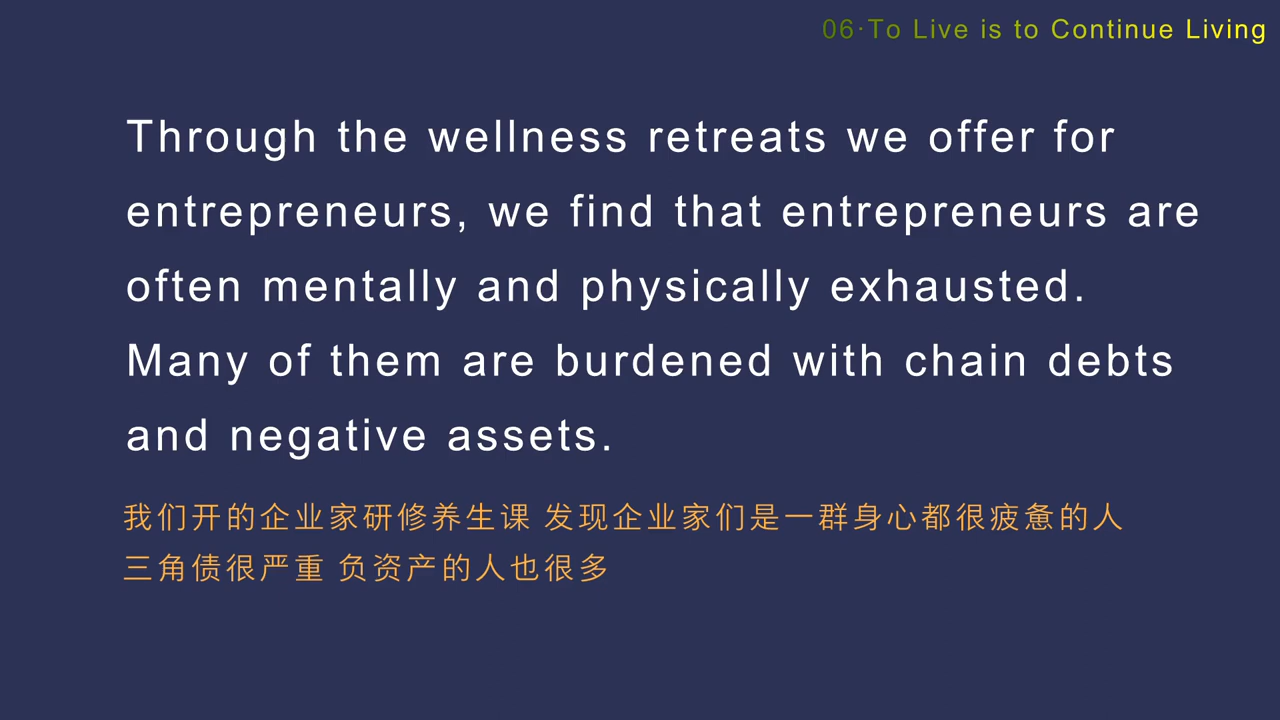 06·To Live is to Continue Living
Through the wellness retreats we offer for
entrepreneurs, we find that entrepreneurs are
often mentally and physically exhausted.
Many of them are burdened with chain debts
and negative assets.
我们开的企业家研修养生课 发现企业家们是一群身心都很疲惫的人
三角债很严重 负资产的人也很多